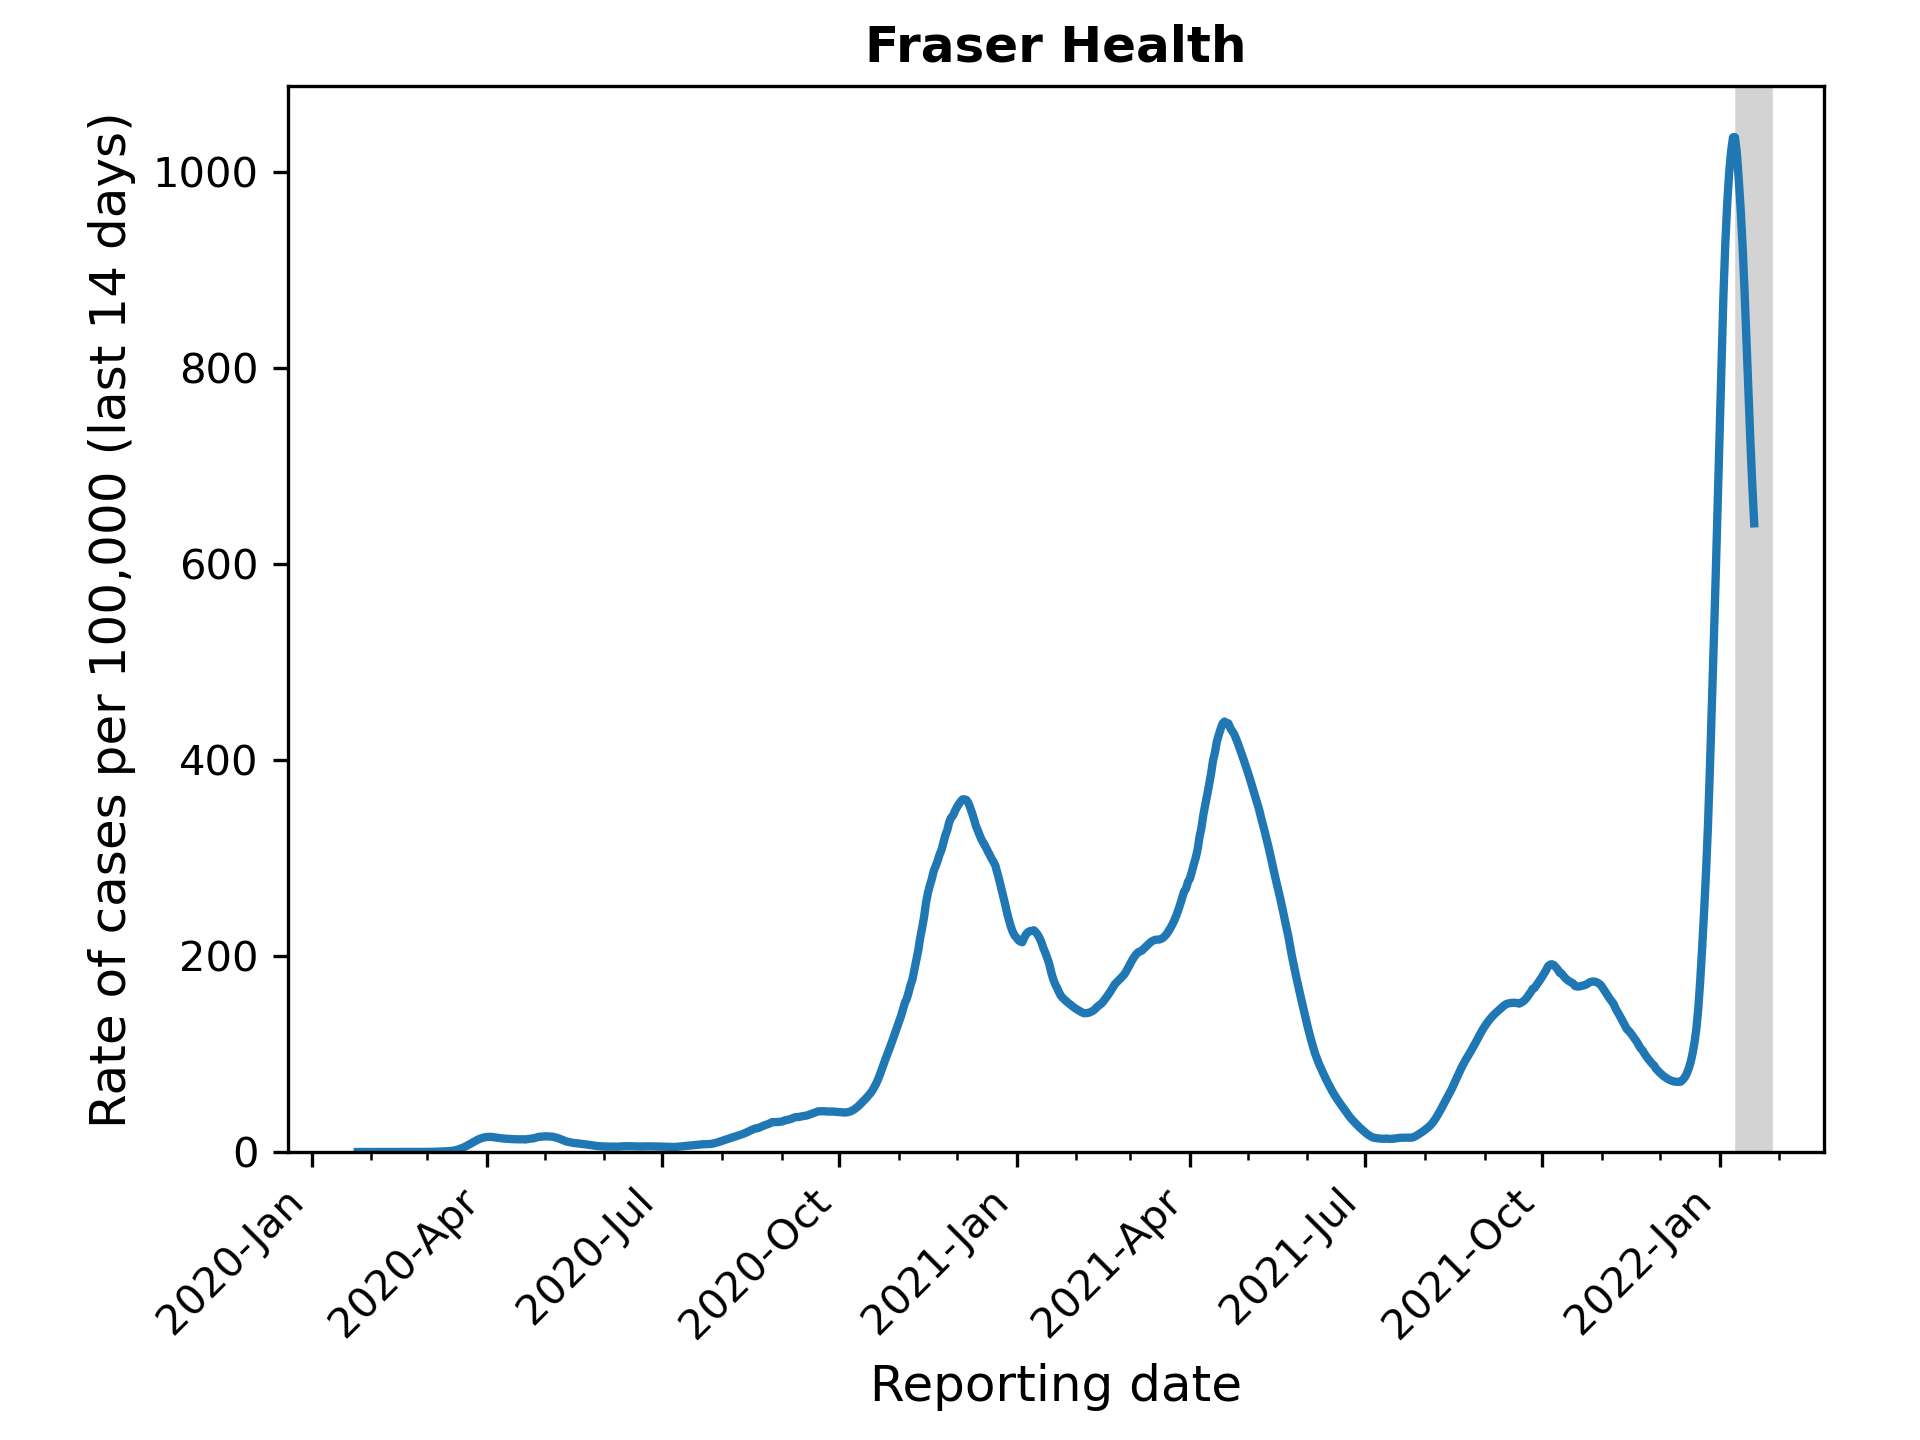 Fraser Health
Rate of cases per 100,000 (last 14 days)
1000
800
600
400
200
0
2020-Jan
2020-Apr
2020-Jul
2020-Oct
2021-Jan
2021-Apr
2021-Jul
2021-Oct
2022-Jan
Reporting date